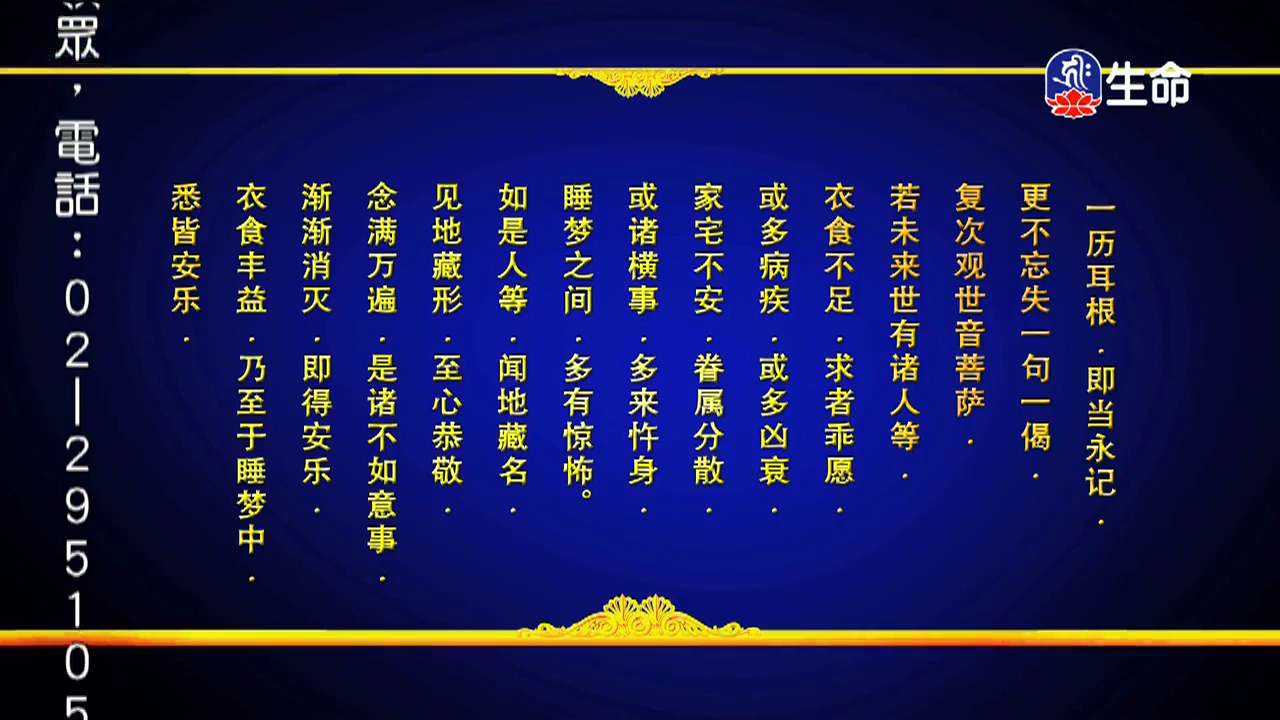 一历耳根．即当永记．
更不忘失一句一偈．
复次观世音菩萨．
若未来世有诸人等．
衣食不足．求者乖愿．
或多病疾．或多凶衰．
家宅不安．眷属分散．
或诸横事．多来忤身．
睡梦之间．多有惊怖。
如是人等．闻地藏名．
见地藏形．至心恭敬．
念满万遍．是诸不如意事．
渐渐消灭．即得安乐．
衣食丰益．乃至于睡梦中．
悉皆安乐．
眾，電話：02—295105
生命